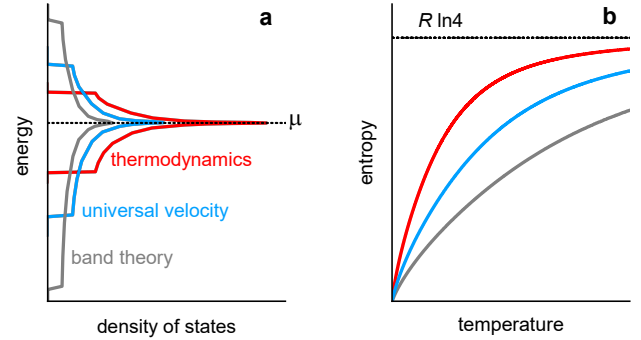 a
energy
μ
thermodynamics
universal velocity
band theory
density of states
b
R ln4
entropy
temperature